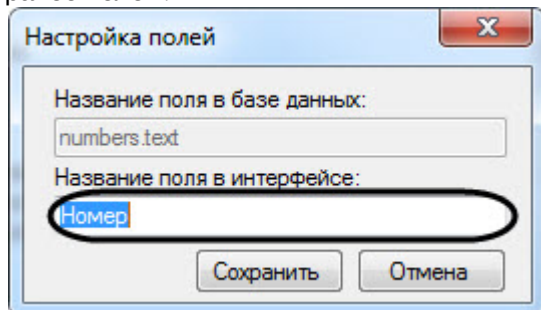 Настройка полей
Название поля в базе данных:
numbers.text
Название поля в интерфейсе:
Номер
Сохранить Отмена